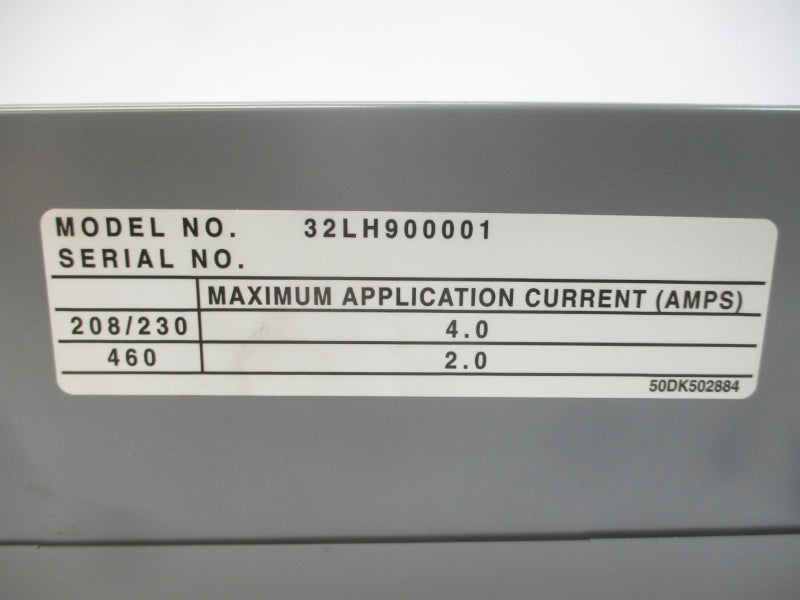 MODEL NO. 32LH900001
SERIAL NO.
MAXIMUM APPLICATION CURRENT (AMPS)
208/230 4.0
460 2.0
50DK502884